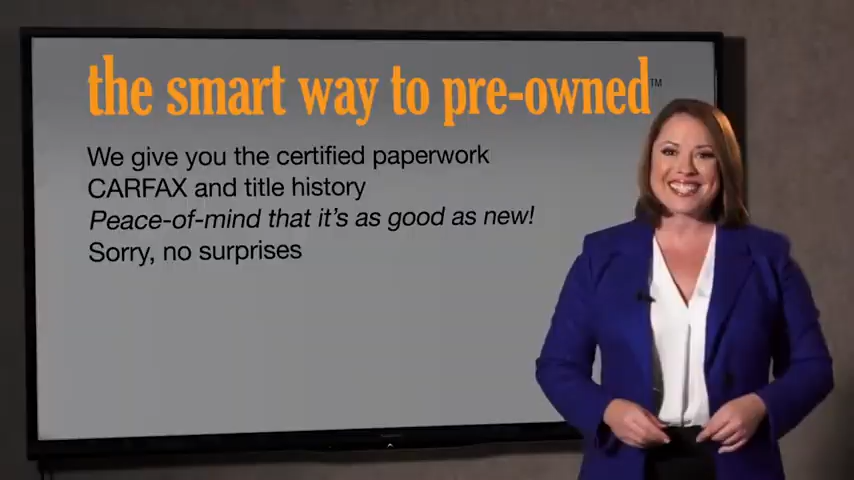 the smart way to pre-owned™
We give you the certified paperwork
CARFAX and title history
Peace-of-mind that it's as good as new!
Sorry, no surprises